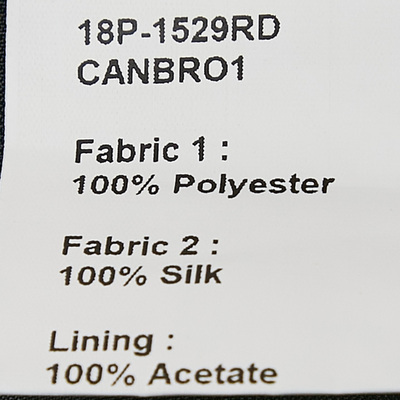 18P-1529RD
CANBRO1
Fabric 1 :
100% Polyester
Fabric 2 :
100% Silk
Lining :
100% Acetate